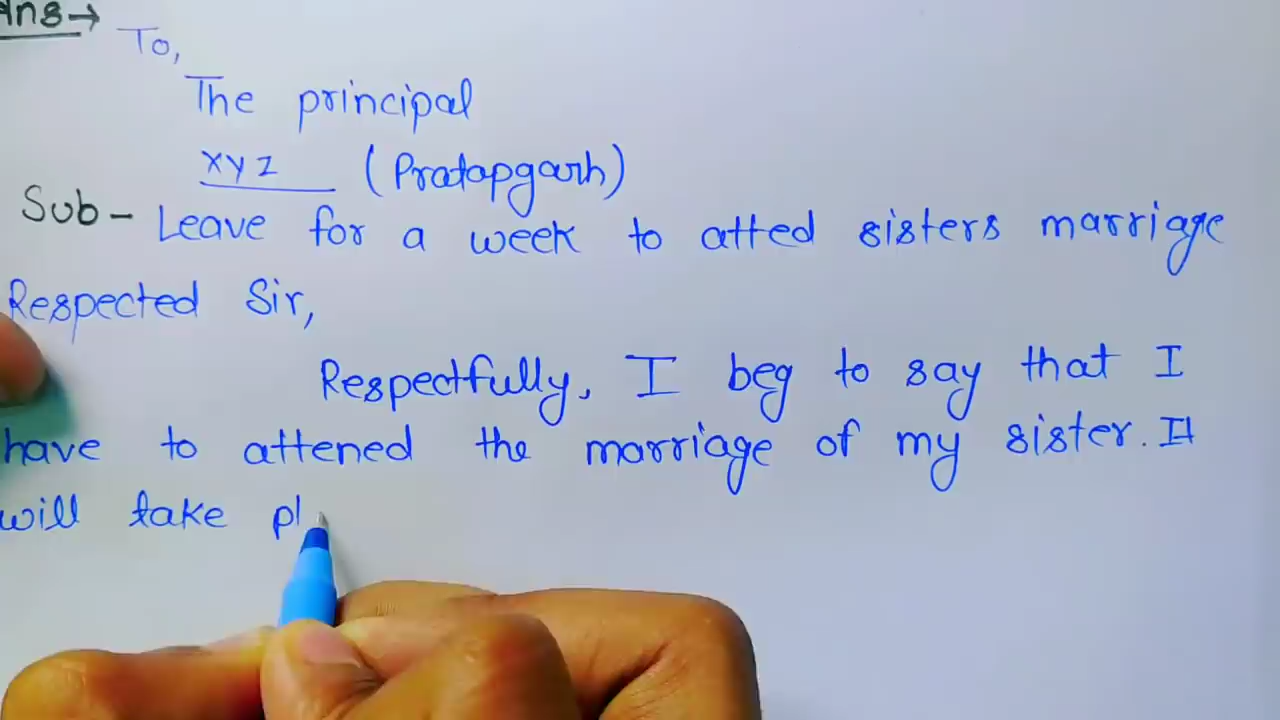 Ans→
To,
The principal
XYZ (Pratapgarh)
Sub- Leave for a week to atted sisters marriage
Respected Sir,
Respectfully, I beg to say that I
have to attened the marriage of my sister. It
will take pl